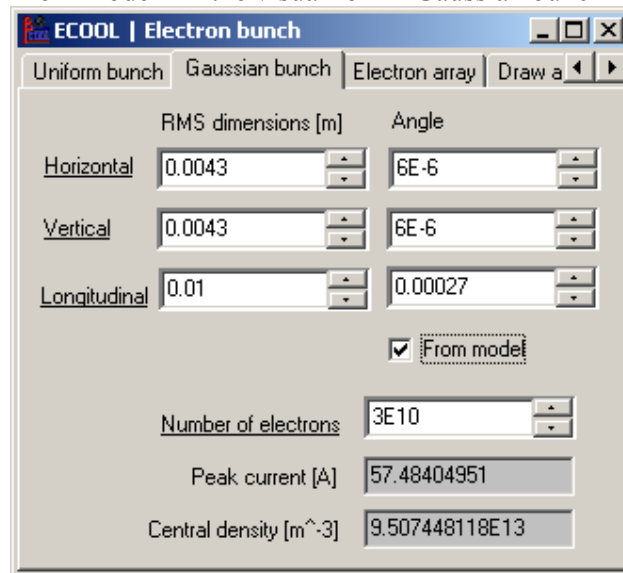 ECOOL | Electron bunch
Uniform bunch Gaussian bunch Electron array Draw a
RMS dimensions [m] Angle
Horizontal 0.0043 6E-6
Vertical 0.0043 6E-6
Longitudinal 0.01 0.00027
From model
Number of electrons 3E10
Peak current [A] 57.48404951
Central density [m^-3] 9.507448118E13